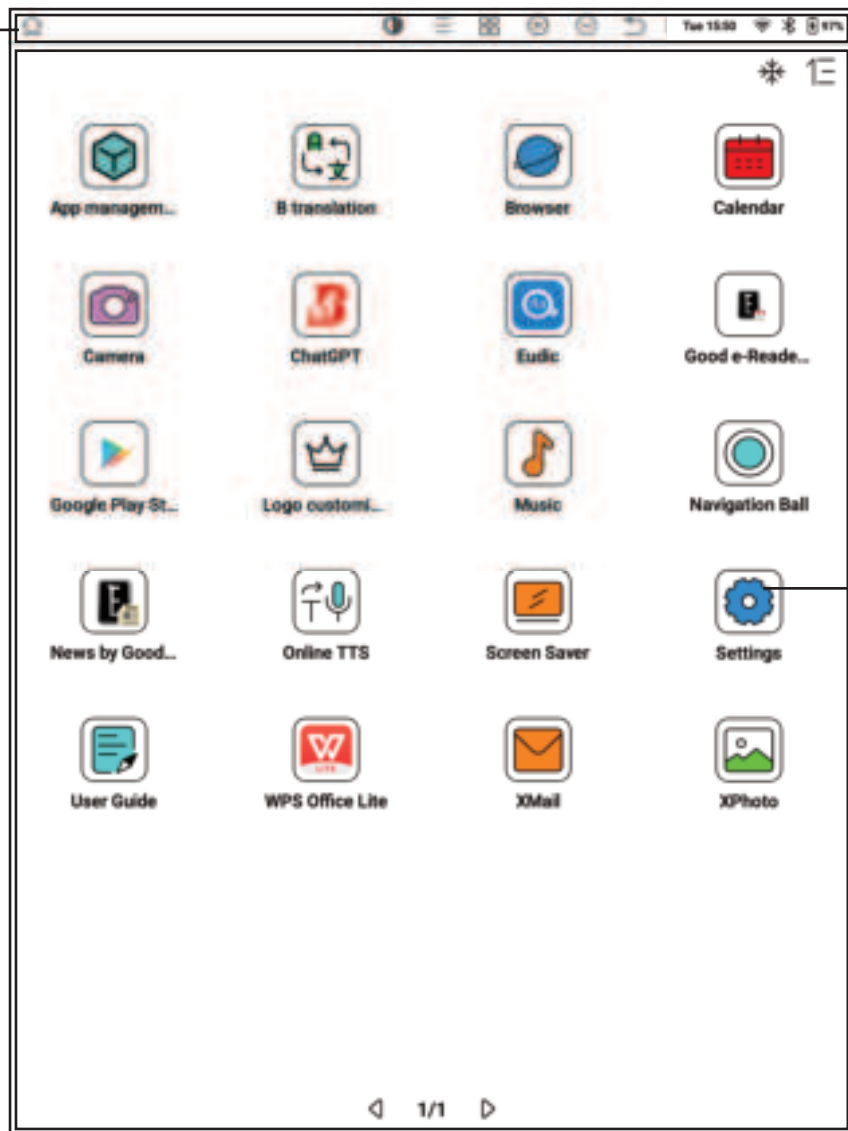 Tue 15:50 97%
App managem... B translation Browser Calendar
Camera ChatGPT Eudic Good e-Reade...
Google Play St... Logo customi... Music Navigation Ball
News by Good... Online TTS Screen Saver Settings
LITE
User Guide WPS Office Lite XMail XPhoto
1/1